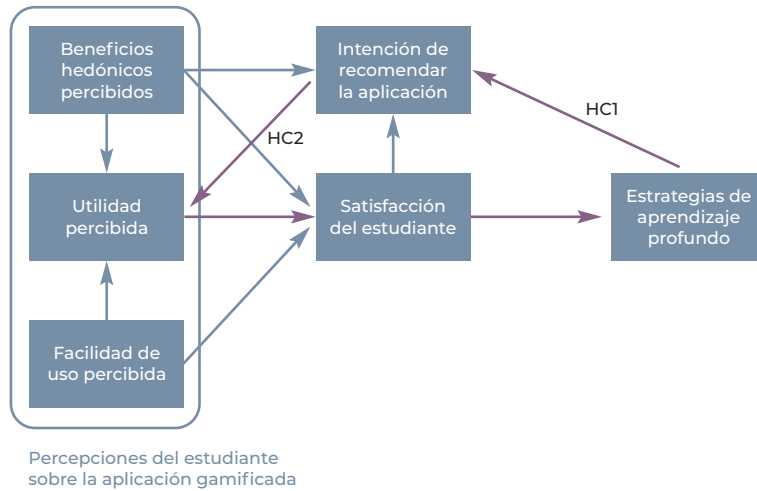 Beneficios
hedónicos
percibidos
Intención de
recomendar
la aplicación
HC1
HC2
Utilidad
percibida
Satisfacción
del estudiante
Estrategias de
aprendizaje
profundo
Facilidad de
uso percibida
Percepciones del estudiante
sobre la aplicación gamificada